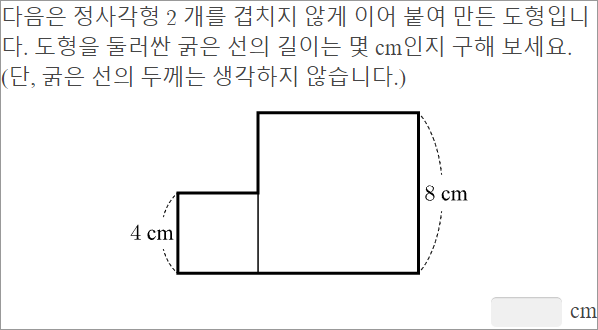 다음은 정사각형 2 개를 겹치지 않게 이어 붙여 만든 도형입니
다. 도형을 둘러싼 굵은 선의 길이는 몇 cm인지 구해 보세요.
(단, 굵은 선의 두께는 생각하지 않습니다.)
8 cm
4 cm
cm